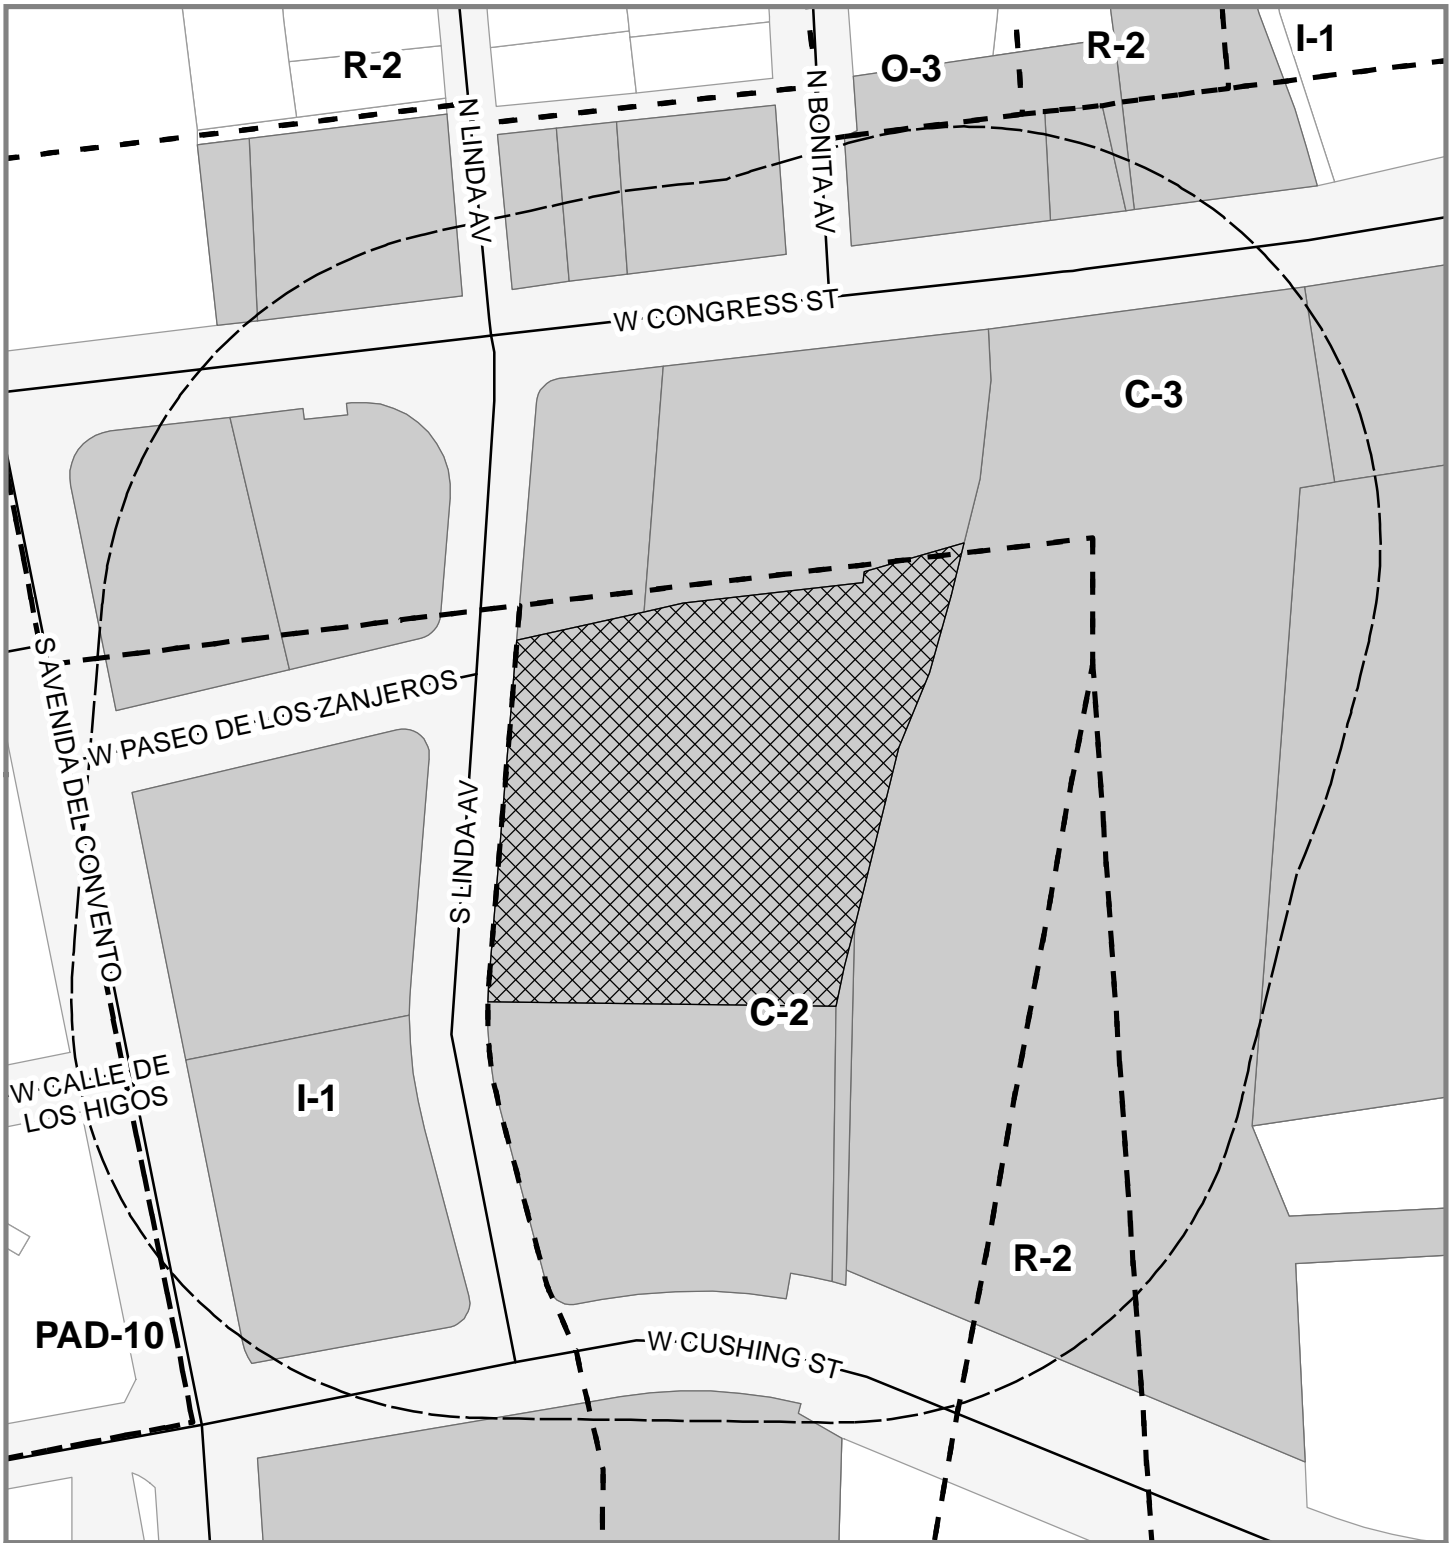 R-2
O-3
R-2
I-1
N LINDA AV
N BONITA AV
W CONGRESS ST
C-3
S AVENIDA DEL CONVENTO
W PASEO DE LOS ZANJEROS
S LINDA AV
C-2
W CALLE DE
LOS HIGOS
I-1
R-2
PAD-10
W CUSHING ST